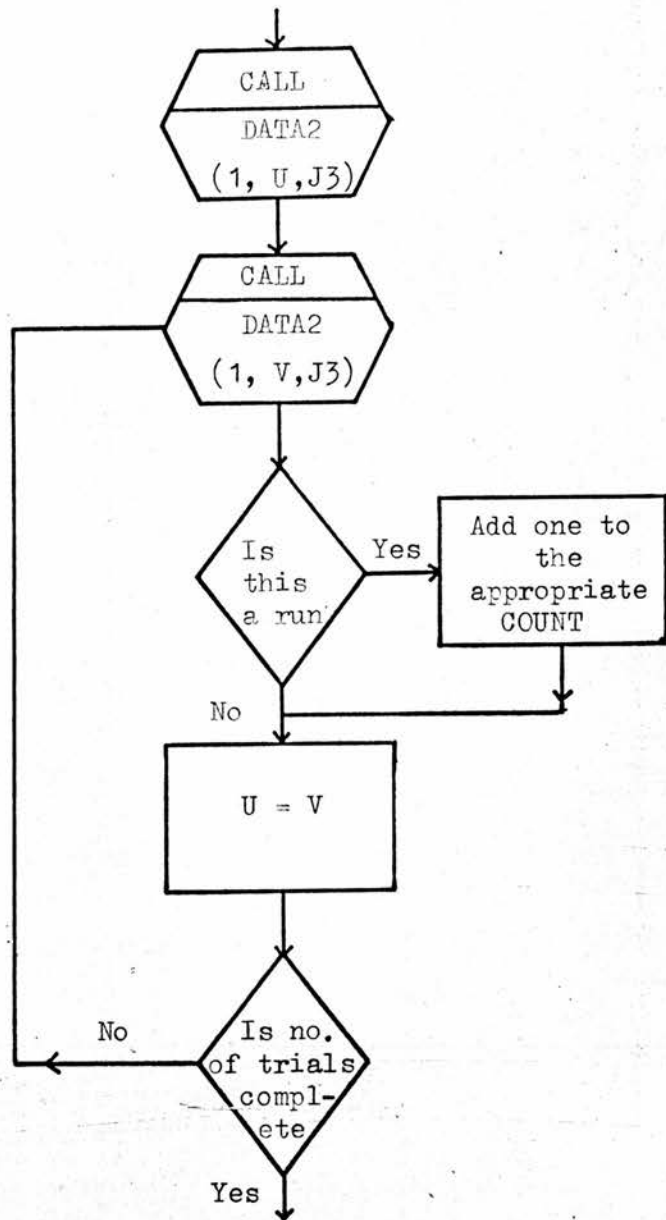 CALL
DATA2
(1, U,J3)
CALL
DATA2
(1, V,J3)
Is
this
a run
Yes
Add one to
the
appropriate
COUNT
No
U = V
No
Is no.
of trials
compl-
ete
Yes